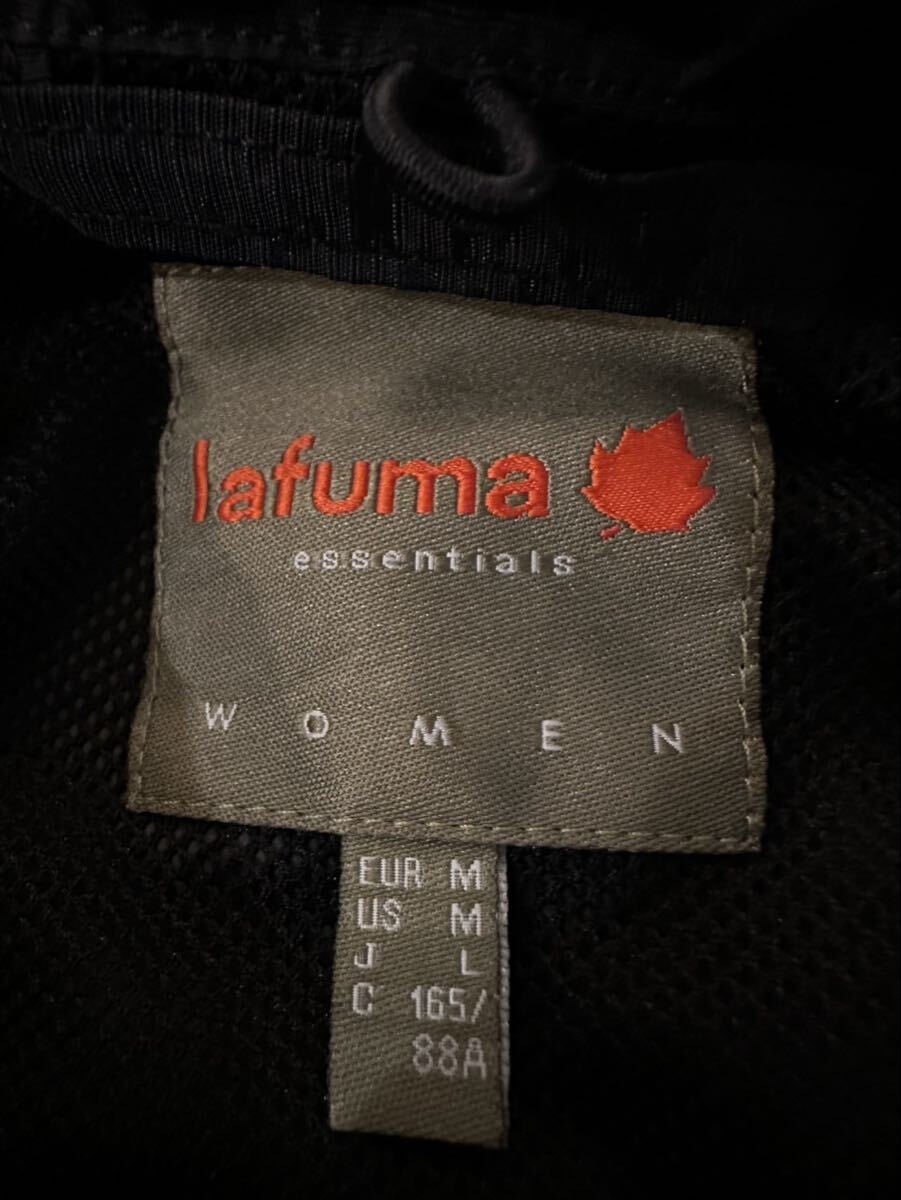 lafuma
essentials
WOMEN
EUR M
US M
J L
C 165/
88A